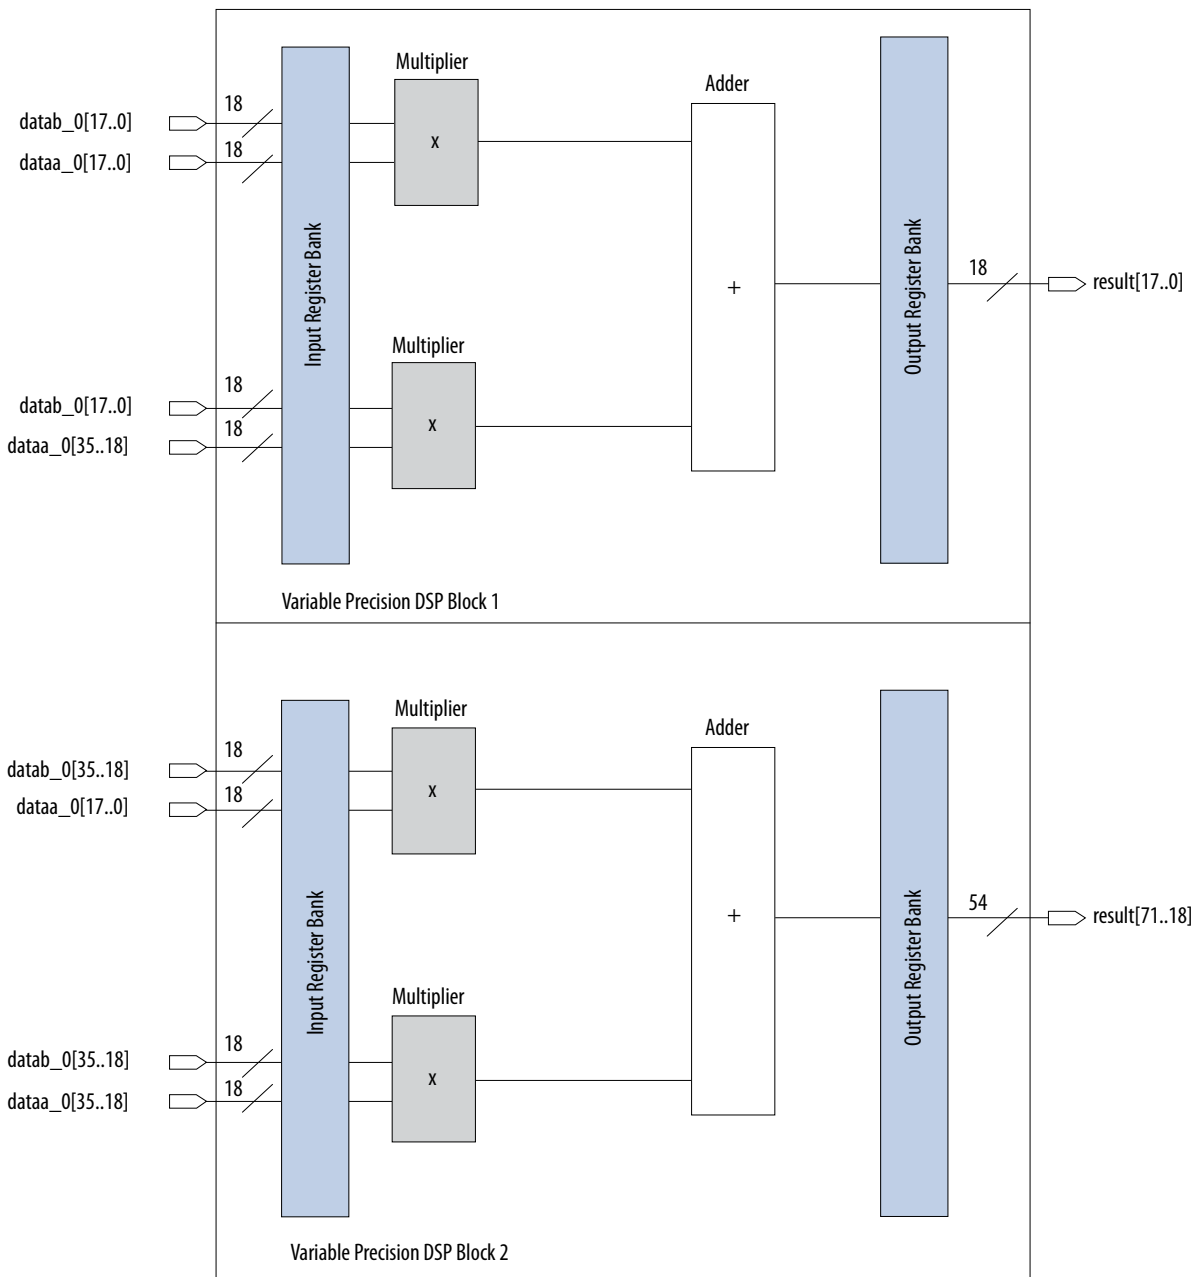 Multiplier
Adder
18
datab_0[17..0]
18
dataa_0[17..0]
x
Input Register Bank
Output Register Bank
18
result[17..0]
+
Multiplier
18
datab_0[17..0]
18
dataa_0[35..18]
x
Variable Precision DSP Block 1
Multiplier
Adder
18
datab_0[35..18]
18
dataa_0[17..0]
x
Input Register Bank
Output Register Bank
54
result[71..18]
+
Multiplier
18
datab_0[35..18]
18
dataa_0[35..18]
x
Variable Precision DSP Block 2